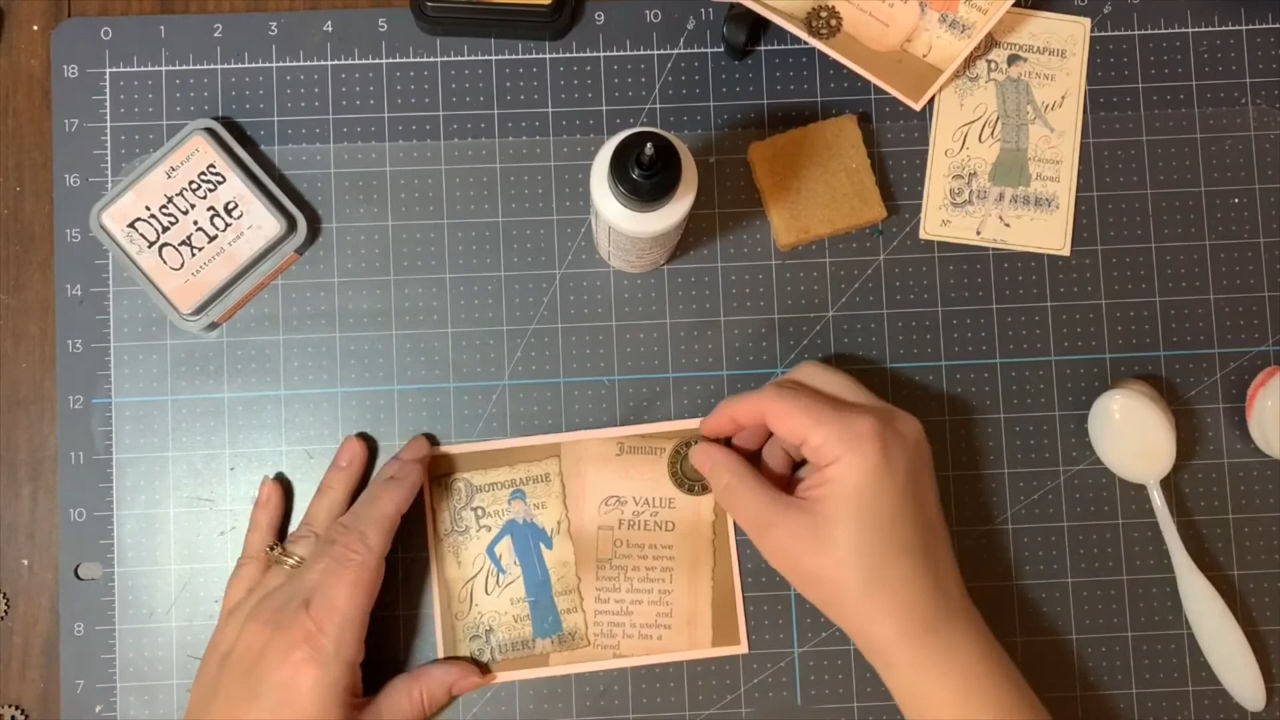 0 1 2 3 4 5 9 10 11
18
17
16
15
14
13
12
11
10
8
7
60°
45°
Ranger
Distress
Oxide
- tattered rose -
Road
PHOTOGRAPHIE
PARISIENNE
Road
GUERNSEY.
No
PHOTOGRAPHIE
January
The VALUE
of a
FRIEND
O long as we
Love, we serve
so long as we are
loved by others I
would almost say
that we are indis-
pensable and
no man is useless
while he has a
friend